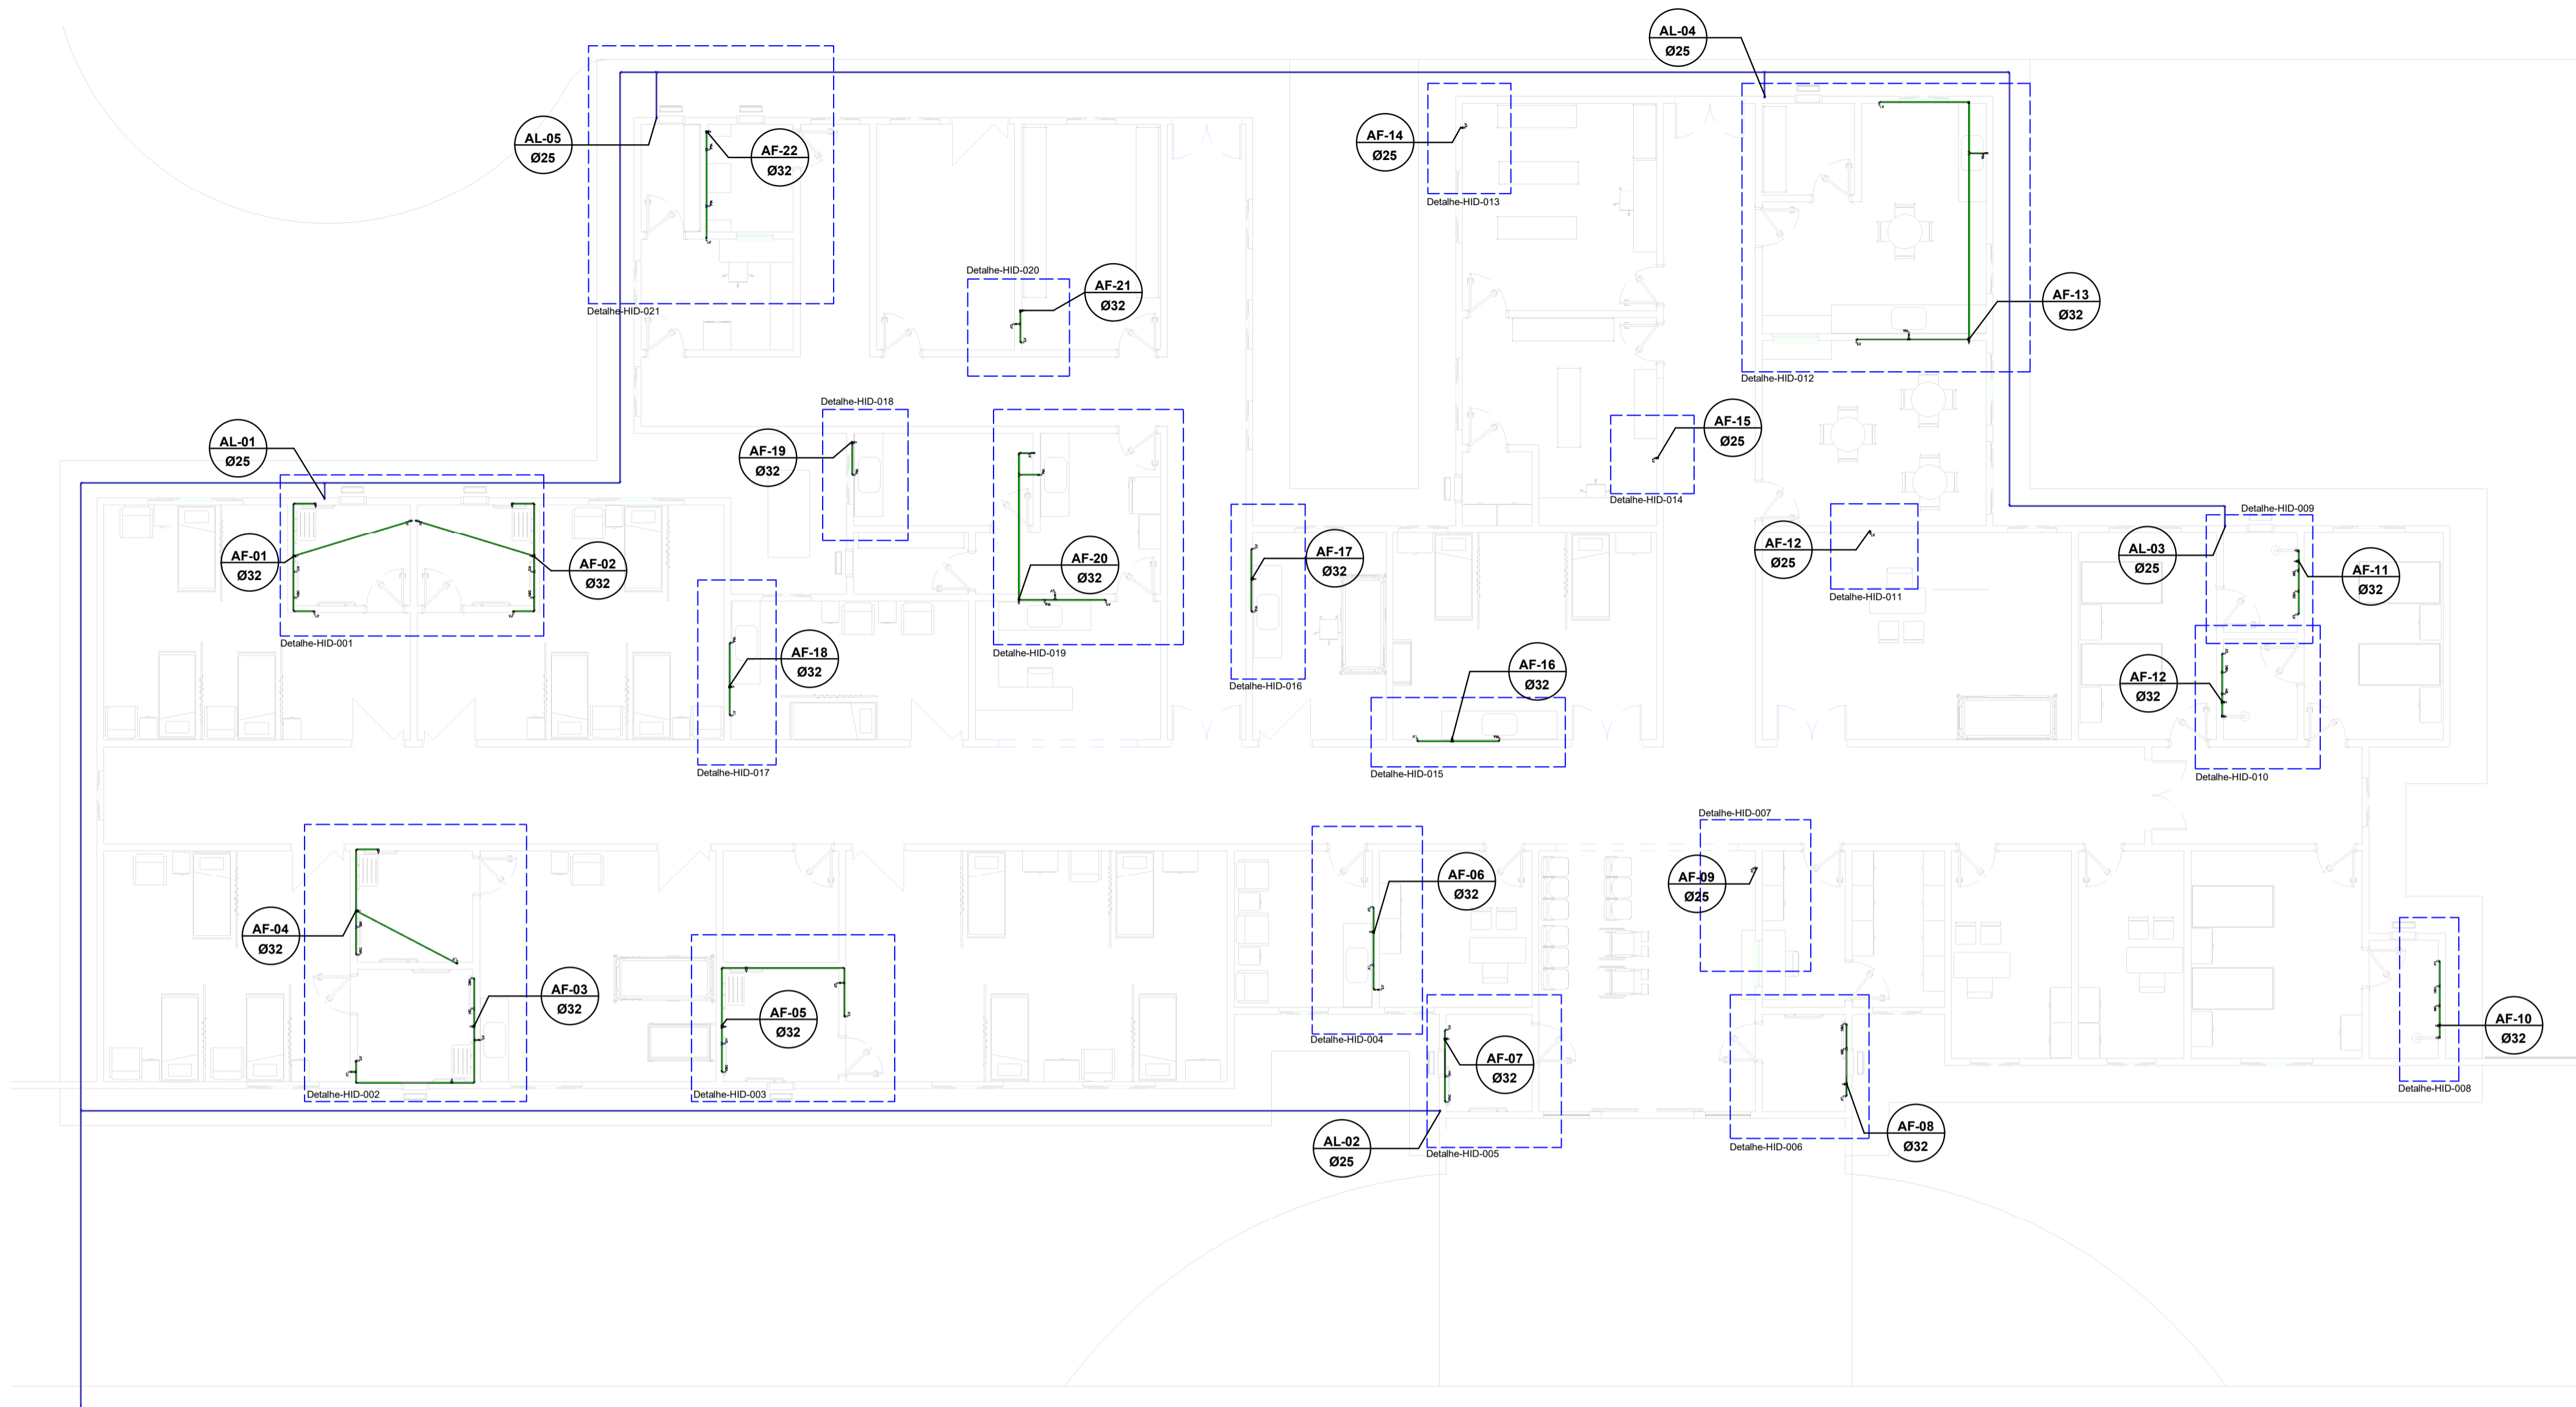 AL-04
Ø25
AL-05
Ø25
AF-22
Ø32
AF-14
Ø25
Detalhe-HID-013
Detalhe-HID-020
AF-21
Ø32
AF-13
Ø32
Detalhe-HID-021
Detalhe-HID-012
Detalhe-HID-018
AL-01
Ø25
AF-19
Ø32
AF-15
Ø25
Detalhe-HID-014
Detalhe-HID-009
AF-01
Ø32
AF-02
Ø32
AF-20
Ø32
AF-17
Ø32
AF-12
Ø25
AL-03
Ø25
AF-11
Ø32
Detalhe-HID-011
Detalhe-HID-001
Detalhe-HID-019
AF-18
Ø32
AF-16
Ø32
Detalhe-HID-016
AF-12
Ø32
Detalhe-HID-017
Detalhe-HID-015
Detalhe-HID-010
Detalhe-HID-007
AF-06
Ø32
AF-09
Ø25
AF-04
Ø32
AF-03
Ø32
AF-05
Ø32
AF-10
Ø32
Detalhe-HID-004
AF-07
Ø32
Detalhe-HID-008
Detalhe-HID-002
Detalhe-HID-003
AL-02
Ø25
Detalhe-HID-005
Detalhe-HID-006
AF-08
Ø32